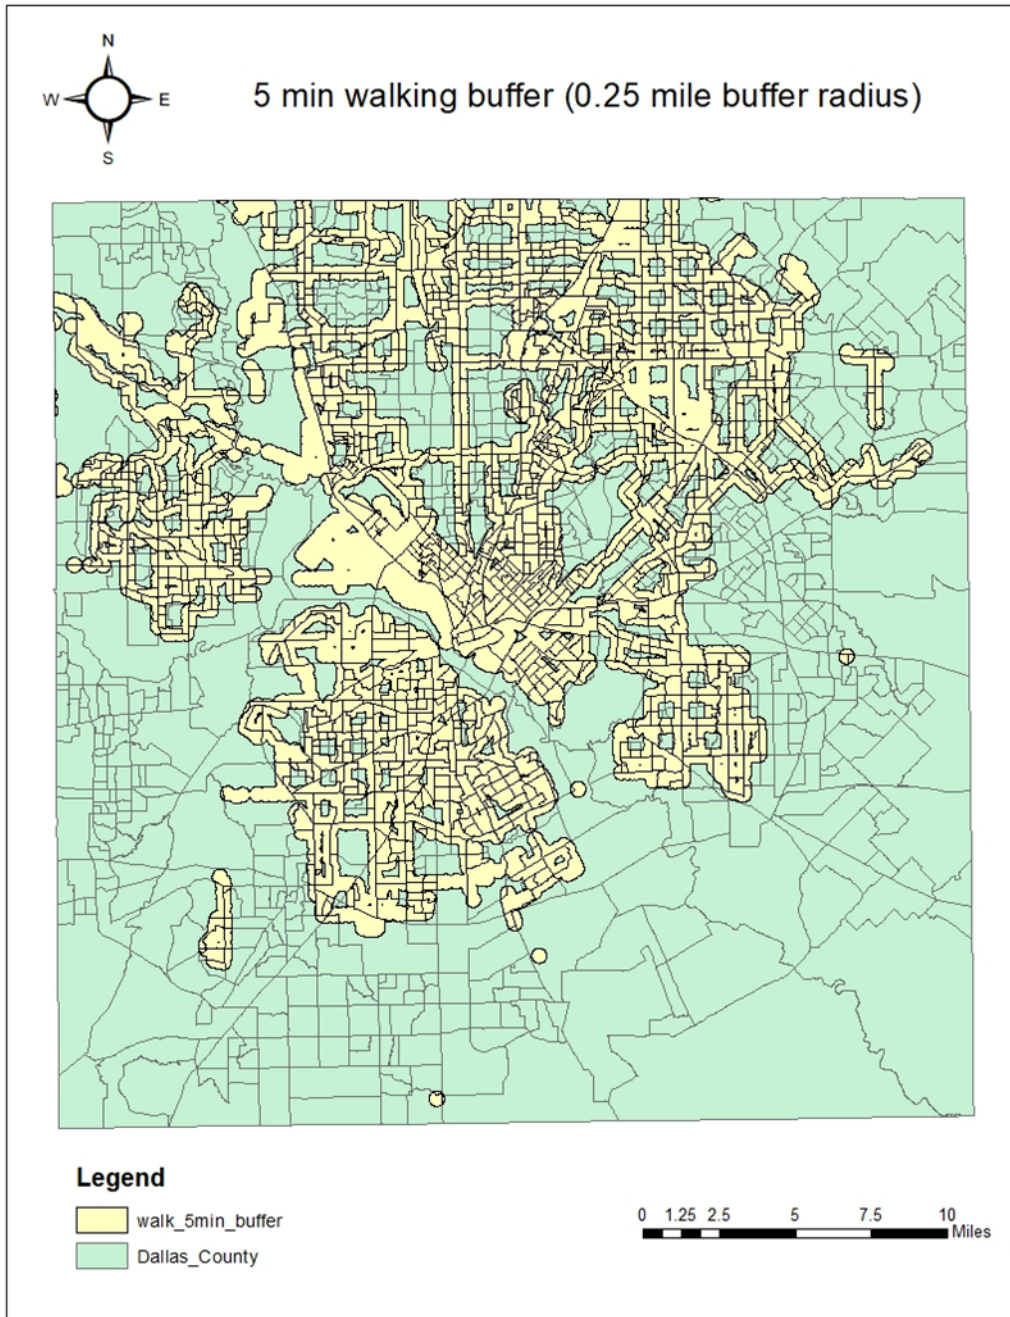 N
W E
S
5 min walking buffer (0.25 mile buffer radius)
Legend
walk_5min_buffer
Dallas_County
0 1.25 2.5 5 7.5 10
Miles